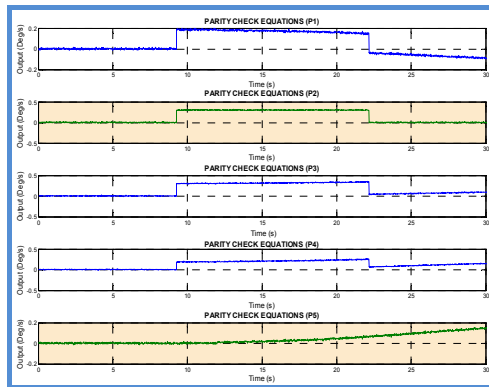 PARITY CHECK EQUATIONS (P1)
Output (Deg/s)
0.2
0
-0.2
0 5 10 15 20 25 30
Time (s)
PARITY CHECK EQUATIONS (P2)
Output (Deg/s)
0.5
0
-0.5
0 5 10 15 20 25 30
Time (s)
PARITY CHECK EQUATIONS (P3)
Output (Deg/s)
0.5
0
-0.5
0 5 10 15 20 25 30
Time (s)
PARITY CHECK EQUATIONS (P4)
Output (Deg/s)
0.5
0
-0.5
0 5 10 15 20 25 30
Time (s)
PARITY CHECK EQUATIONS (P5)
Output (Deg/s)
0.2
0
-0.2
0 5 10 15 20 25 30
Time (s)